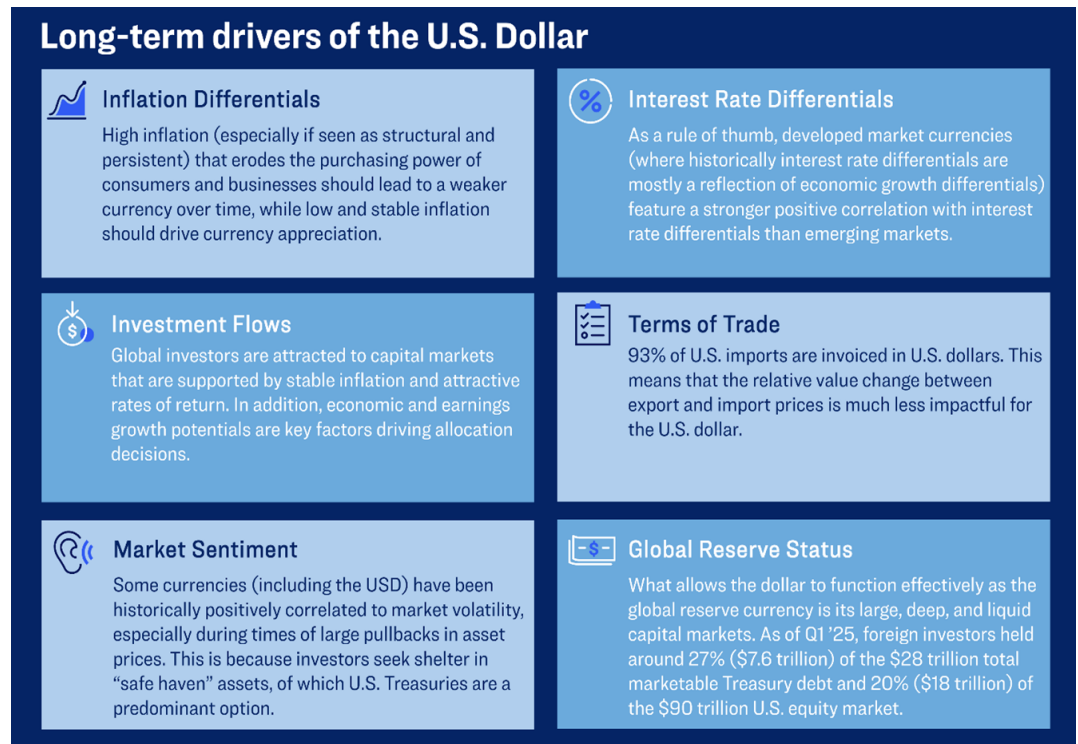 Long-term drivers of the U.S. Dollar
Inflation Differentials
High inflation (especially if seen as structural and
persistent) that erodes the purchasing power of
consumers and businesses should lead to a weaker
currency over time, while low and stable inflation
should drive currency appreciation.
%
Interest Rate Differentials
As a rule of thumb, developed market currencies
(where historically interest rate differentials are
mostly a reflection of economic growth differentials)
feature a stronger positive correlation with interest
rate differentials than emerging markets.
$
Investment Flows
Global investors are attracted to capital markets
that are supported by stable inflation and attractive
rates of return. In addition, economic and earnings
growth potentials are key factors driving allocation
decisions.
Terms of Trade
93% of U.S. imports are invoiced in U.S. dollars. This
means that the relative value change between
export and import prices is much less impactful for
the U.S. dollar.
Market Sentiment
Some currencies (including the USD) have been
historically positively correlated to market volatility,
especially during times of large pullbacks in asset
prices. This is because investors seek shelter in
“safe haven” assets, of which U.S. Treasuries are a
predominant option.
-$-
Global Reserve Status
What allows the dollar to function effectively as the
global reserve currency is its large, deep, and liquid
capital markets. As of Q1 ’25, foreign investors held
around 27% ($7.6 trillion) of the $28 trillion total
marketable Treasury debt and 20% ($18 trillion) of
the $90 trillion U.S. equity market.